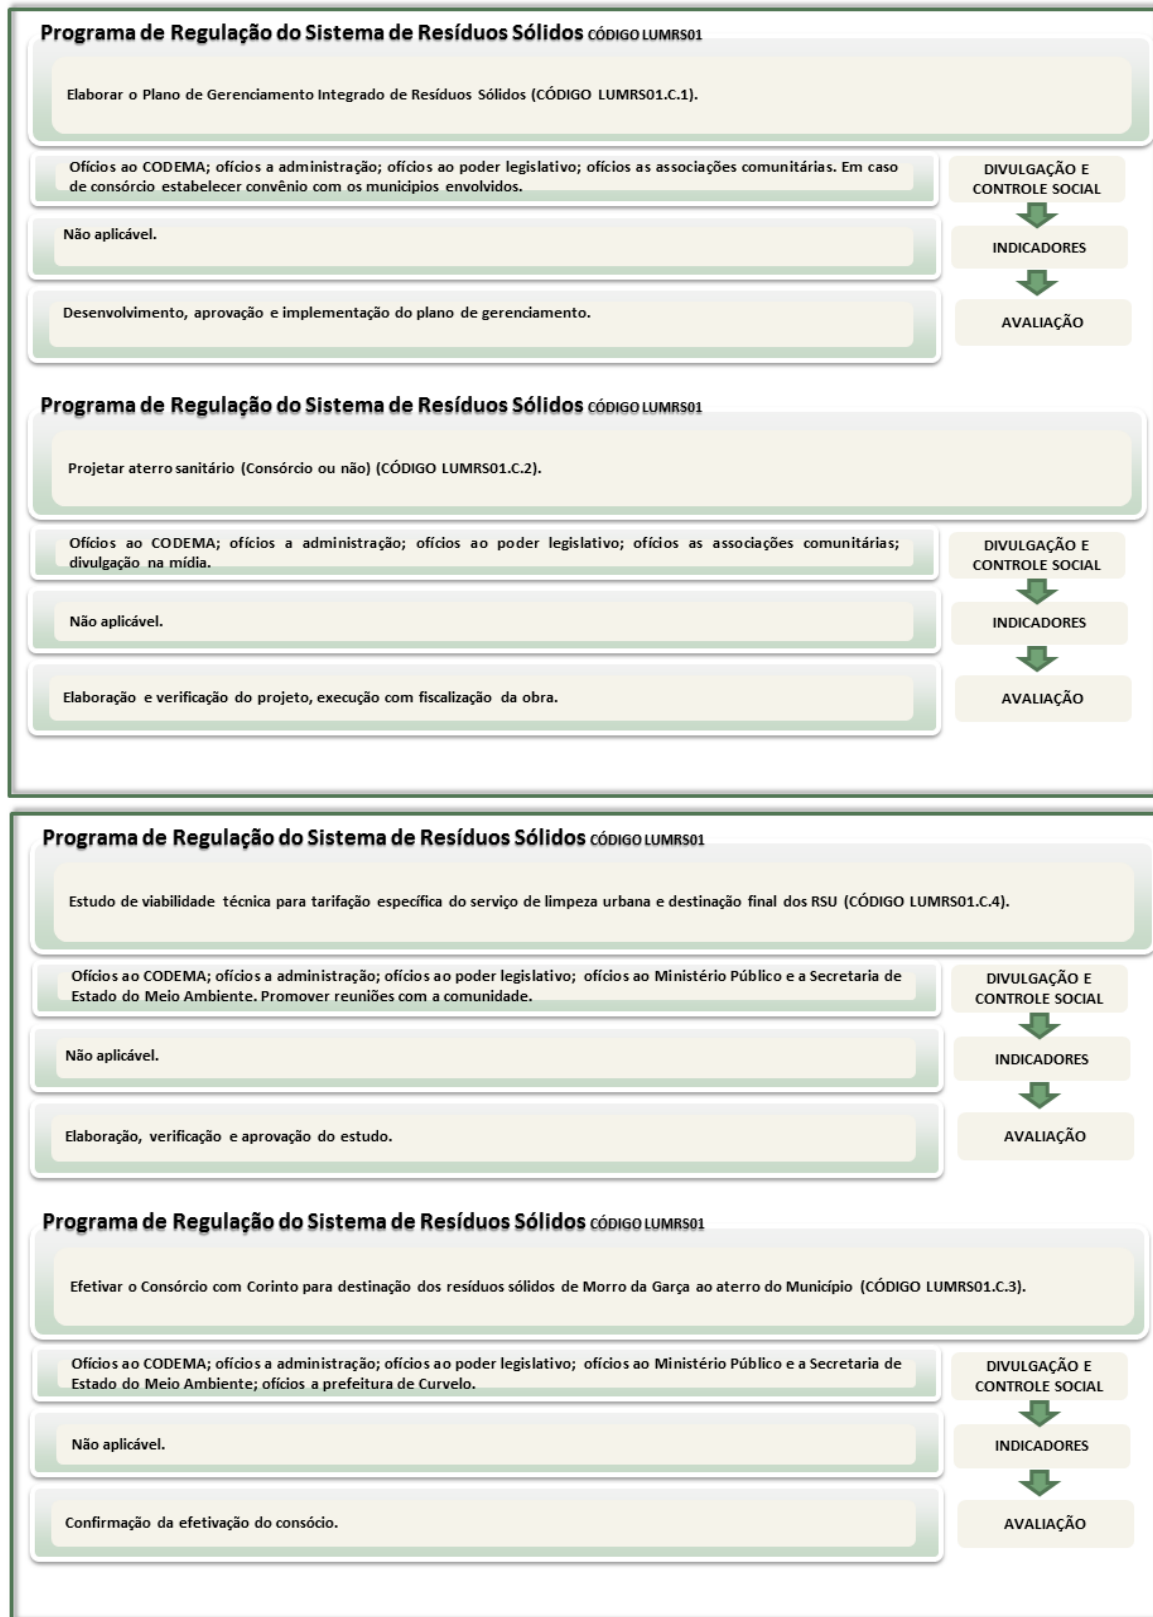 Programa de Regulação do Sistema de Resíduos Sólidos CÓDIGO LUMRS01
Elaborar o Plano de Gerenciamento Integrado de Resíduos Sólidos (CÓDIGO LUMRS01.C.1).
Ofícios ao CODEMA; ofícios a administração; ofícios ao poder legislativo; ofícios as associações comunitárias. Em caso
de consórcio estabelecer convênio com os municipios envolvidos.
DIVULGAÇÃO E
CONTROLE SOCIAL
Não aplicável.
INDICADORES
Desenvolvimento, aprovação e implementação do plano de gerenciamento.
AVALIAÇÃO
Programa de Regulação do Sistema de Resíduos Sólidos CÓDIGO LUMRS01
Projetar aterro sanitário (Consórcio ou não) (CÓDIGO LUMRS01.C.2).
Ofícios ao CODEMA; ofícios a administração; ofícios ao poder legislativo; ofícios as associações comunitárias;
divulgação na mídia.
DIVULGAÇÃO E
CONTROLE SOCIAL
Não aplicável.
INDICADORES
Elaboração e verificação do projeto, execução com fiscalização da obra.
AVALIAÇÃO
Programa de Regulação do Sistema de Resíduos Sólidos CÓDIGO LUMRS01
Estudo de viabilidade técnica para tarifação específica do serviço de limpeza urbana e destinação final dos RSU (CÓDIGO LUMRS01.C.4).
Ofícios ao CODEMA; ofícios a administração; ofícios ao poder legislativo; ofícios ao Ministério Público e a Secretaria de
Estado do Meio Ambiente. Promover reuniões com a comunidade.
DIVULGAÇÃO E
CONTROLE SOCIAL
Não aplicável.
INDICADORES
Elaboração, verificação e aprovação do estudo.
AVALIAÇÃO
Programa de Regulação do Sistema de Resíduos Sólidos CÓDIGO LUMRS01
Efetivar o Consórcio com Corinto para destinação dos resíduos sólidos de Morro da Garça ao aterro do Município (CÓDIGO LUMRS01.C.3).
Ofícios ao CODEMA; ofícios a administração; ofícios ao poder legislativo; ofícios ao Ministério Público e a Secretaria de
Estado do Meio Ambiente; ofícios a prefeitura de Curvelo.
DIVULGAÇÃO E
CONTROLE SOCIAL
Não aplicável.
INDICADORES
Confirmação da efetivação do consócio.
AVALIAÇÃO